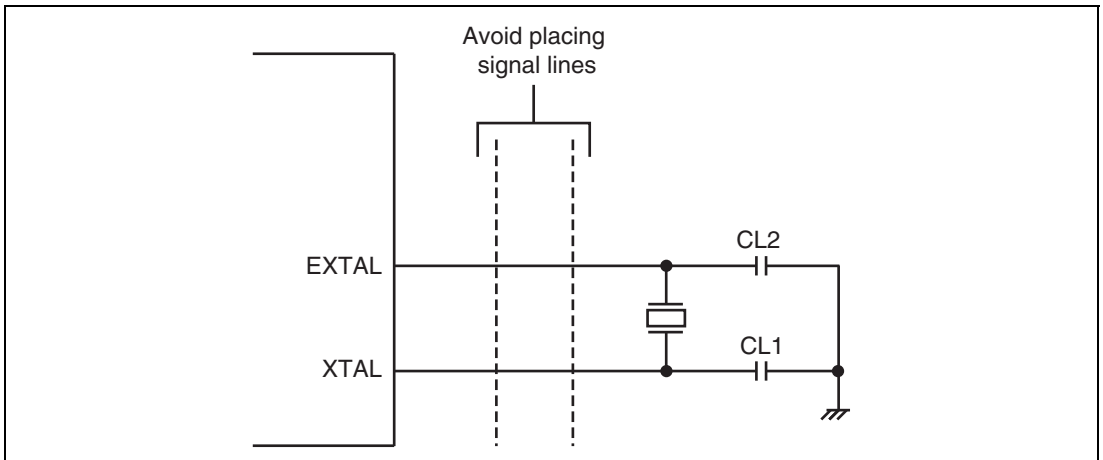 Avoid placing
signal lines
CL2
EXTAL
CL1
XTAL